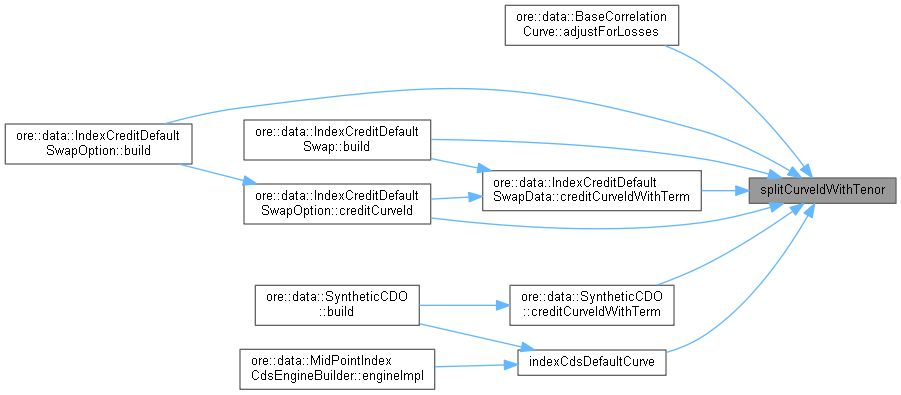 ore::data::BaseCorrelation
Curve::adjustForLosses
ore::data::IndexCreditDefault
SwapOption::build
ore::data::IndexCreditDefault
Swap::build
ore::data::IndexCreditDefault
SwapData::creditCurveIdWithTerm
splitCurveIdWithTenor
ore::data::IndexCreditDefault
SwapOption::creditCurveId
ore::data::SyntheticCDO
::build
ore::data::SyntheticCDO
::creditCurveIdWithTerm
indexCdsDefaultCurve
ore::data::MidPointIndex
CdsEngineBuilder::engineImpl